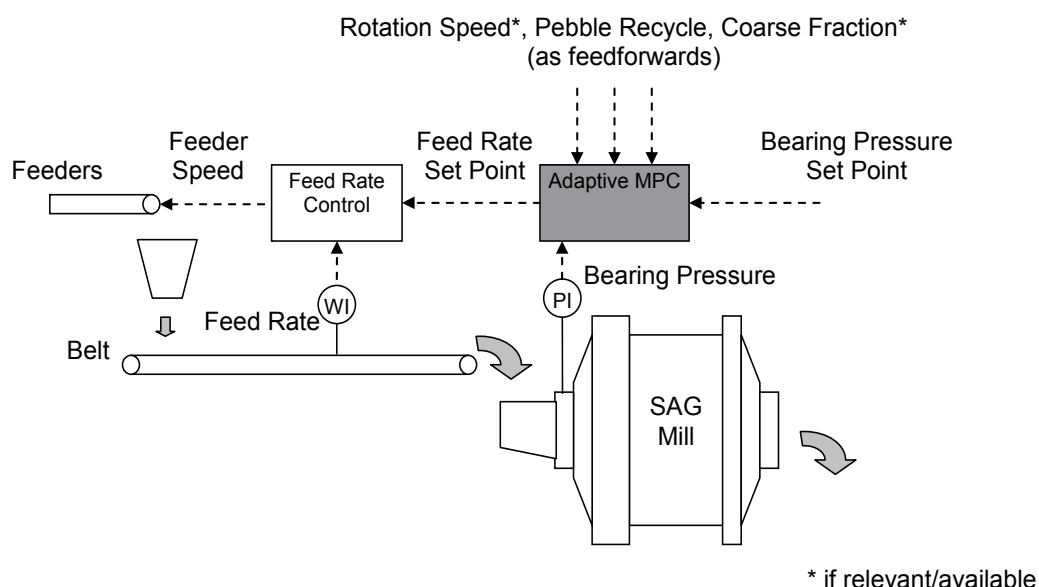 Rotation Speed*, Pebble Recycle, Coarse Fraction*
(as feedforwards)
Feeders
Feeder
Speed
Feed Rate
Control
Feed Rate
Set Point
Adaptive MPC
Bearing Pressure
Set Point
WI
Feed Rate
PI
Bearing Pressure
Belt
SAG
Mill
* if relevant/available